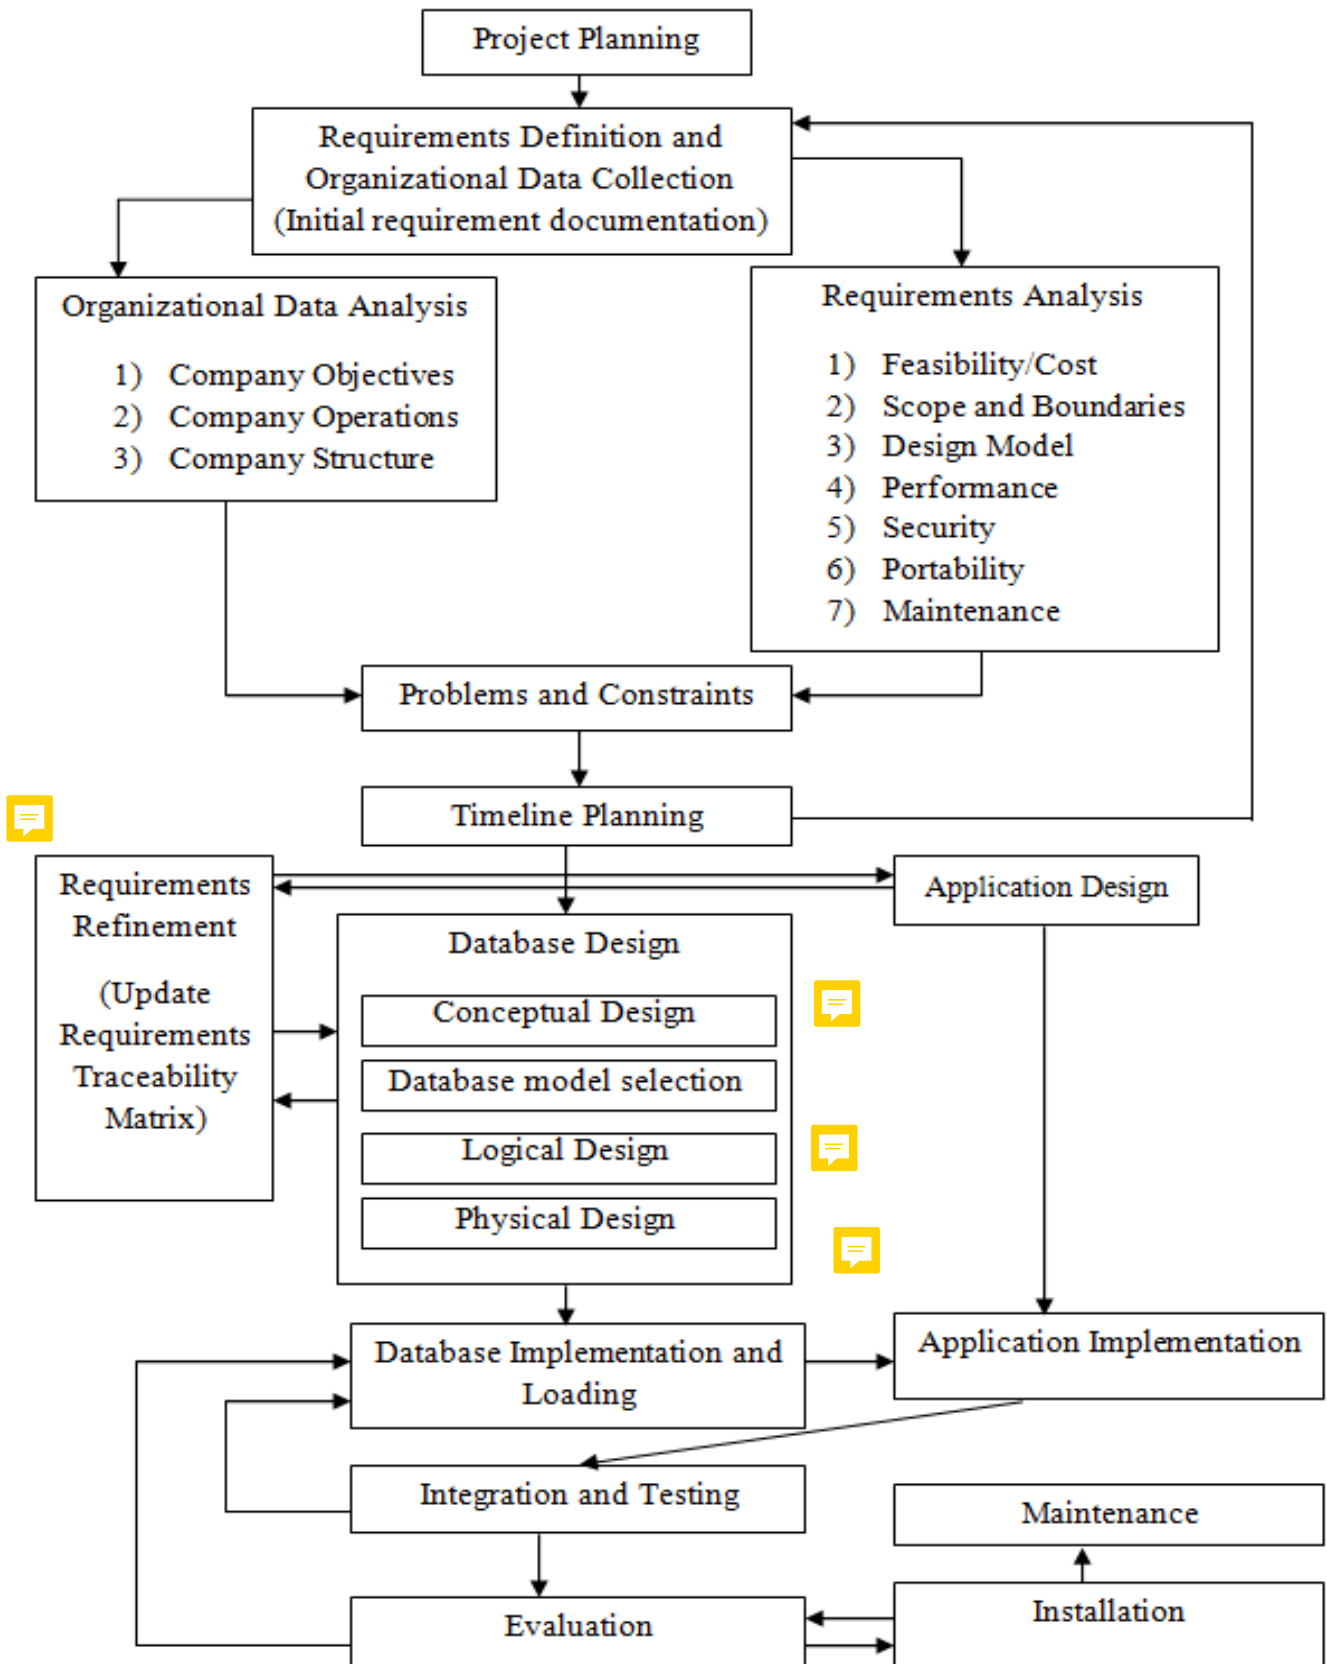 Project Planning
Requirements Definition and
Organizational Data Collection
(Initial requirement documentation)
Organizational Data Analysis
1) Company Objectives
2) Company Operations
3) Company Structure
Requirements Analysis
1) Feasibility/Cost
2) Scope and Boundaries
3) Design Model
4) Performance
5) Security
6) Portability
7) Maintenance
Problems and Constraints
Timeline Planning
Requirements
Refinement
(Update
Requirements
Traceability
Matrix)
Application Design
Database Design
Conceptual Design
Database model selection
Logical Design
Physical Design
Database Implementation and
Loading
Application Implementation
Integration and Testing
Maintenance
Evaluation
Installation